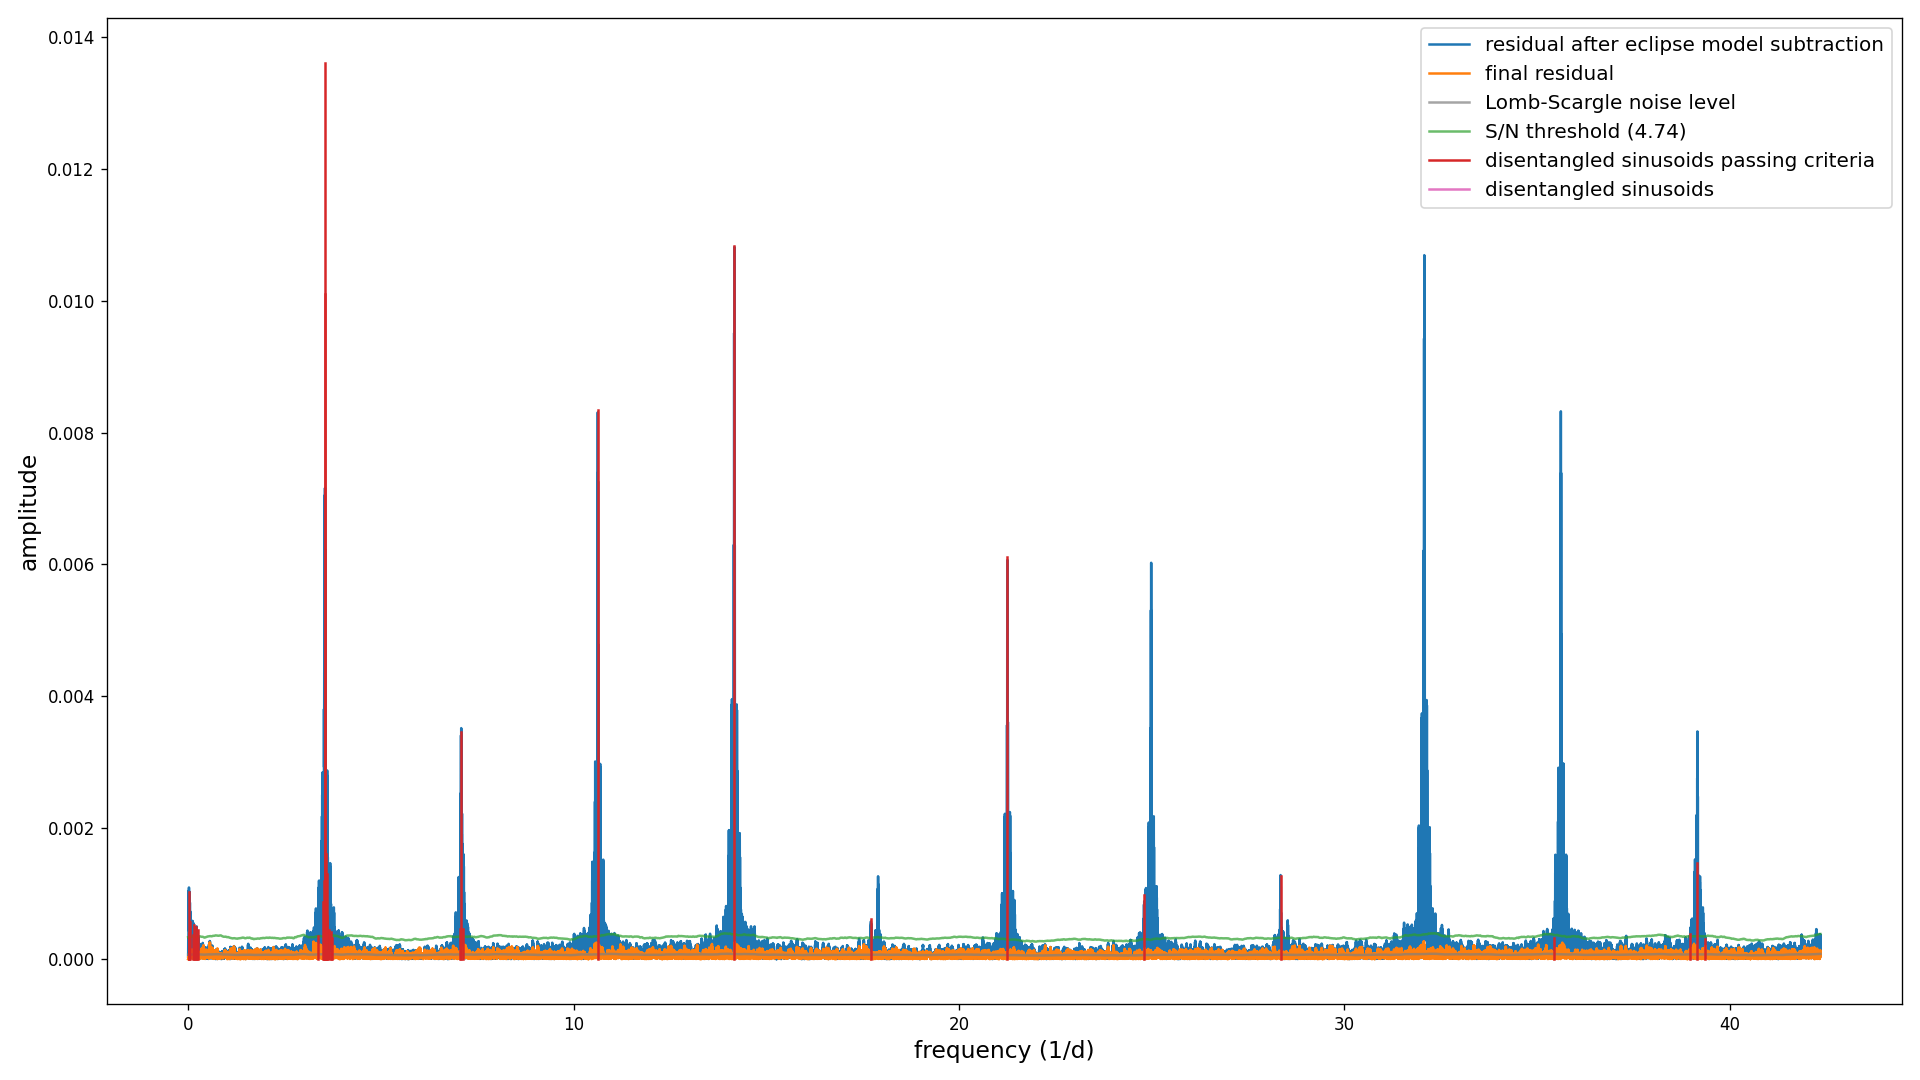 0.014
0.012
0.010
0.008
0.006
0.004
0.002
0.000
amplitude
0
10
20
30
40
frequency (1/d)
residual after eclipse model subtraction
final residual
Lomb-Scargle noise level
S/N threshold (4.74)
disentangled sinusoids passing criteria
disentangled sinusoids